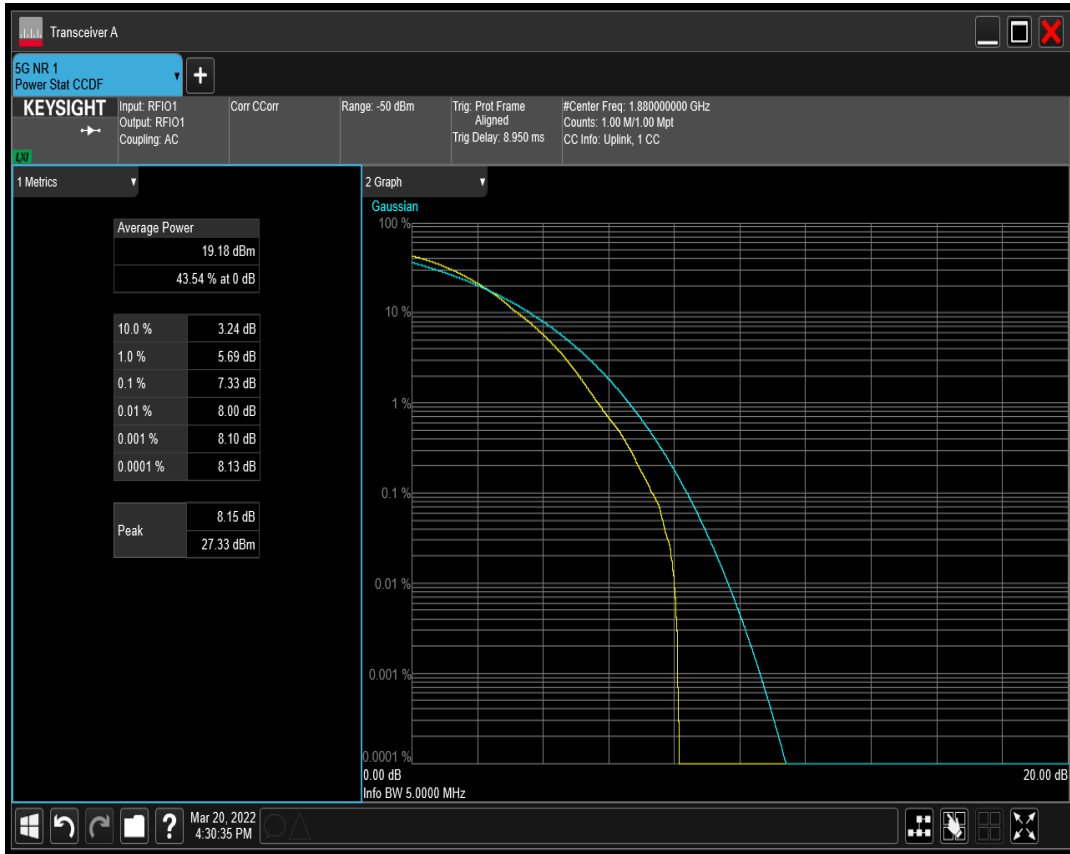 Transceiver A
5G NR 1
Power Stat CCDF
+
KEYSIGHT
LXI
Input: RFIO1
Output: RFIO1
Coupling: AC
Corr CCorr
Range: -50 dBm
Trig: Prot Frame
Aligned
Trig Delay: 8.950 ms
#Center Freq: 1.880000000 GHz
Counts: 1.00 M/1.00 Mpt
CC Info: Uplink, 1 CC
1 Metrics
Average Power
19.18 dBm
43.54 % at 0 dB
10.0 % 3.24 dB
1.0 % 5.69 dB
0.1 % 7.33 dB
0.01 % 8.00 dB
0.001 % 8.10 dB
0.0001 % 8.13 dB
Peak
8.15 dB
27.33 dBm
2 Graph
Gaussian
100 %
10 %
1 %
0.1 %
0.01 %
0.001 %
0.0001 %
0.00 dB 20.00 dB
Info BW 5.0000 MHz
?
Mar 20, 2022
4:30:35 PM